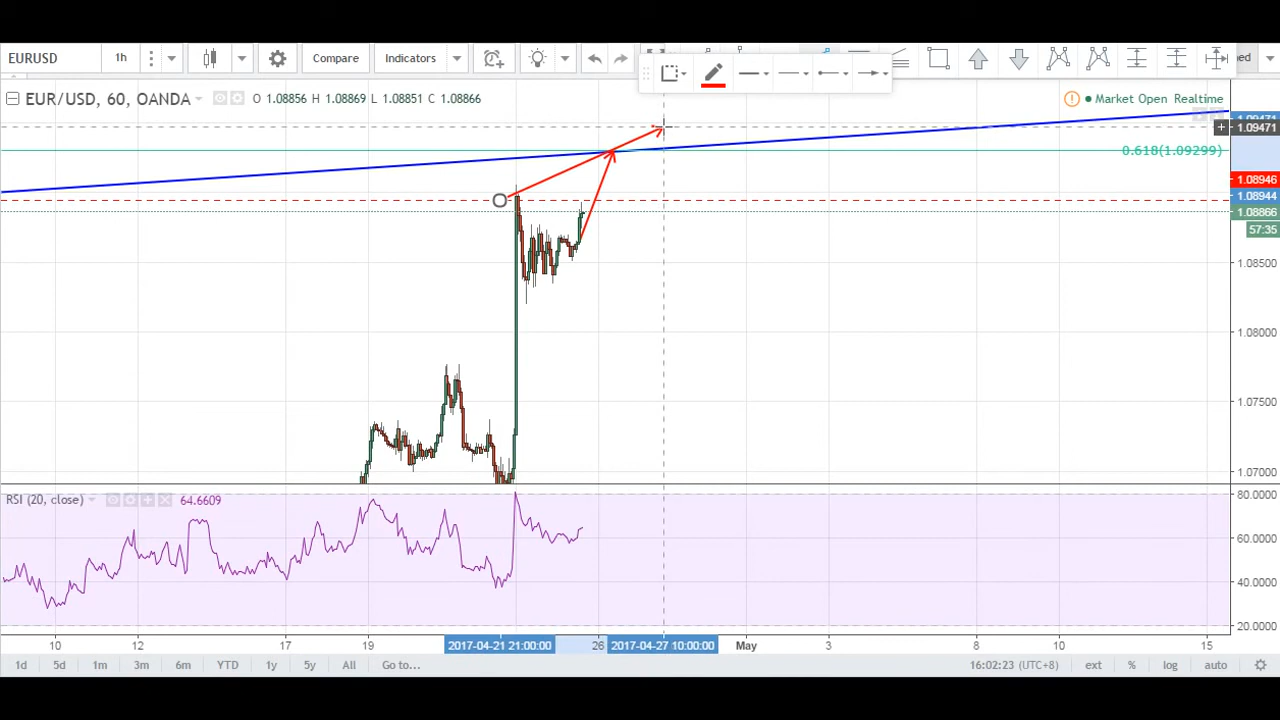 EURUSD 1h Compare Indicators
EUR/USD, 60, OANDA O 1.08856 H 1.08869 L 1.08851 C 1.08866
Market Open Realtime
1.09471
0.618(1.09299)
1.08946
1.08944
1.08866
57:35
1.08500
1.08000
1.07500
1.07000
RSI (20, close) 64.6609
80.0000
60.0000
40.0000
20.0000
10 12 17 19 2017-04-21 21:00:00 26 2017-04-27 10:00:00 May 3 8 10 15
1d 5d 1m 3m 6m YTD 1y 5y All Go to... 16:02:23 (UTC+8) ext % log auto